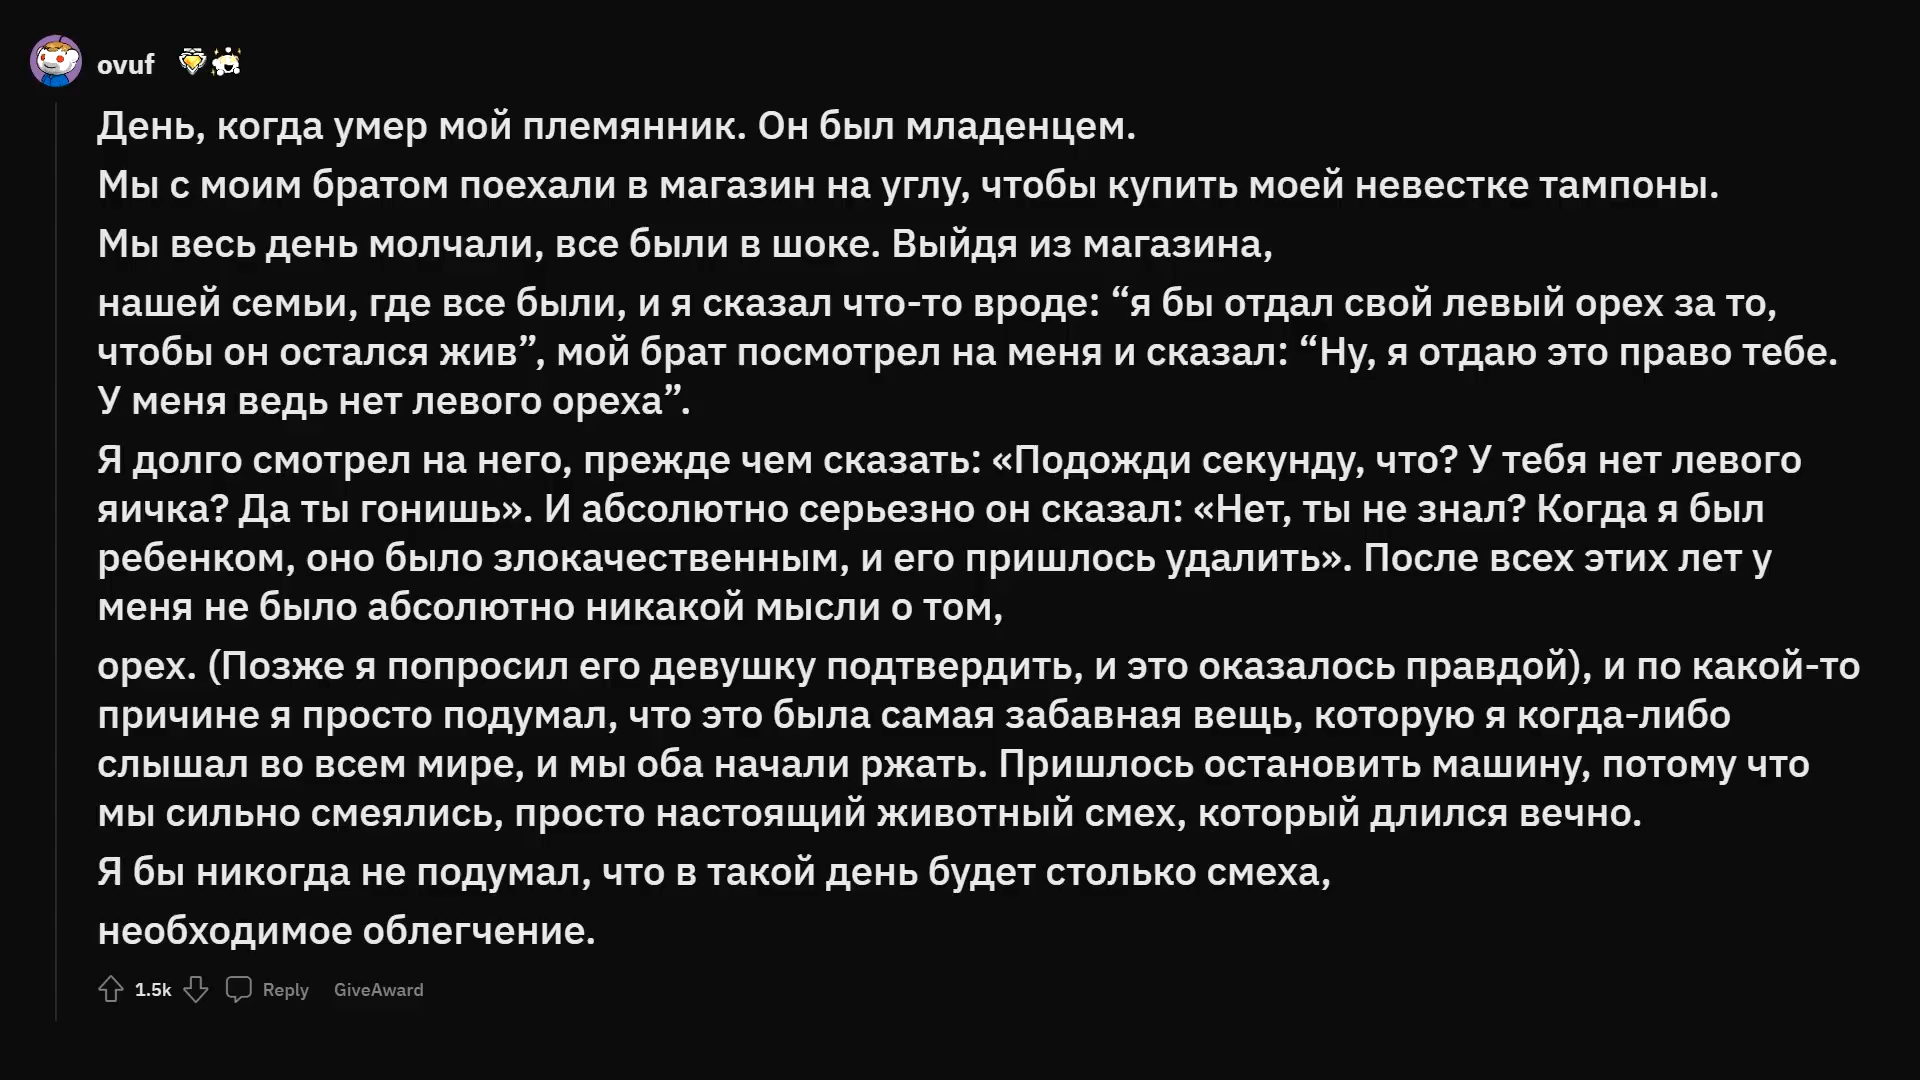 ovuf
День, когда умер мой племянник. Он был младенцем.
Мы с моим братом поехали в магазин на углу, чтобы купить моей невестке тампоны.
Мы весь день молчали, все были в шоке. Выйдя из магазина,
нашей семьи, где все были, и я сказал что-то вроде: “я бы отдал свой левый орех за то,
чтобы он остался жив”, мой брат посмотрел на меня и сказал: “Ну, я отдаю это право тебе.
У меня ведь нет левого ореха”.
Я долго смотрел на него, прежде чем сказать: «Подожди секунду, что? У тебя нет левого
яичка? Да ты гонишь». И абсолютно серьезно он сказал: «Нет, ты не знал? Когда я был
ребенком, оно было злокачественным, и его пришлось удалить». После всех этих лет у
меня не было абсолютно никакой мысли о том,
орех. (Позже я попросил его девушку подтвердить, и это оказалось правдой), и по какой-то
причине я просто подумал, что это была самая забавная вещь, которую я когда-либо
слышал во всем мире, и мы оба начали ржать. Пришлось остановить машину, потому что
мы сильно смеялись, просто настоящий животный смех, который длился вечно.
Я бы никогда не подумал, что в такой день будет столько смеха,
необходимое облегчение.
1.5k Reply GiveAward